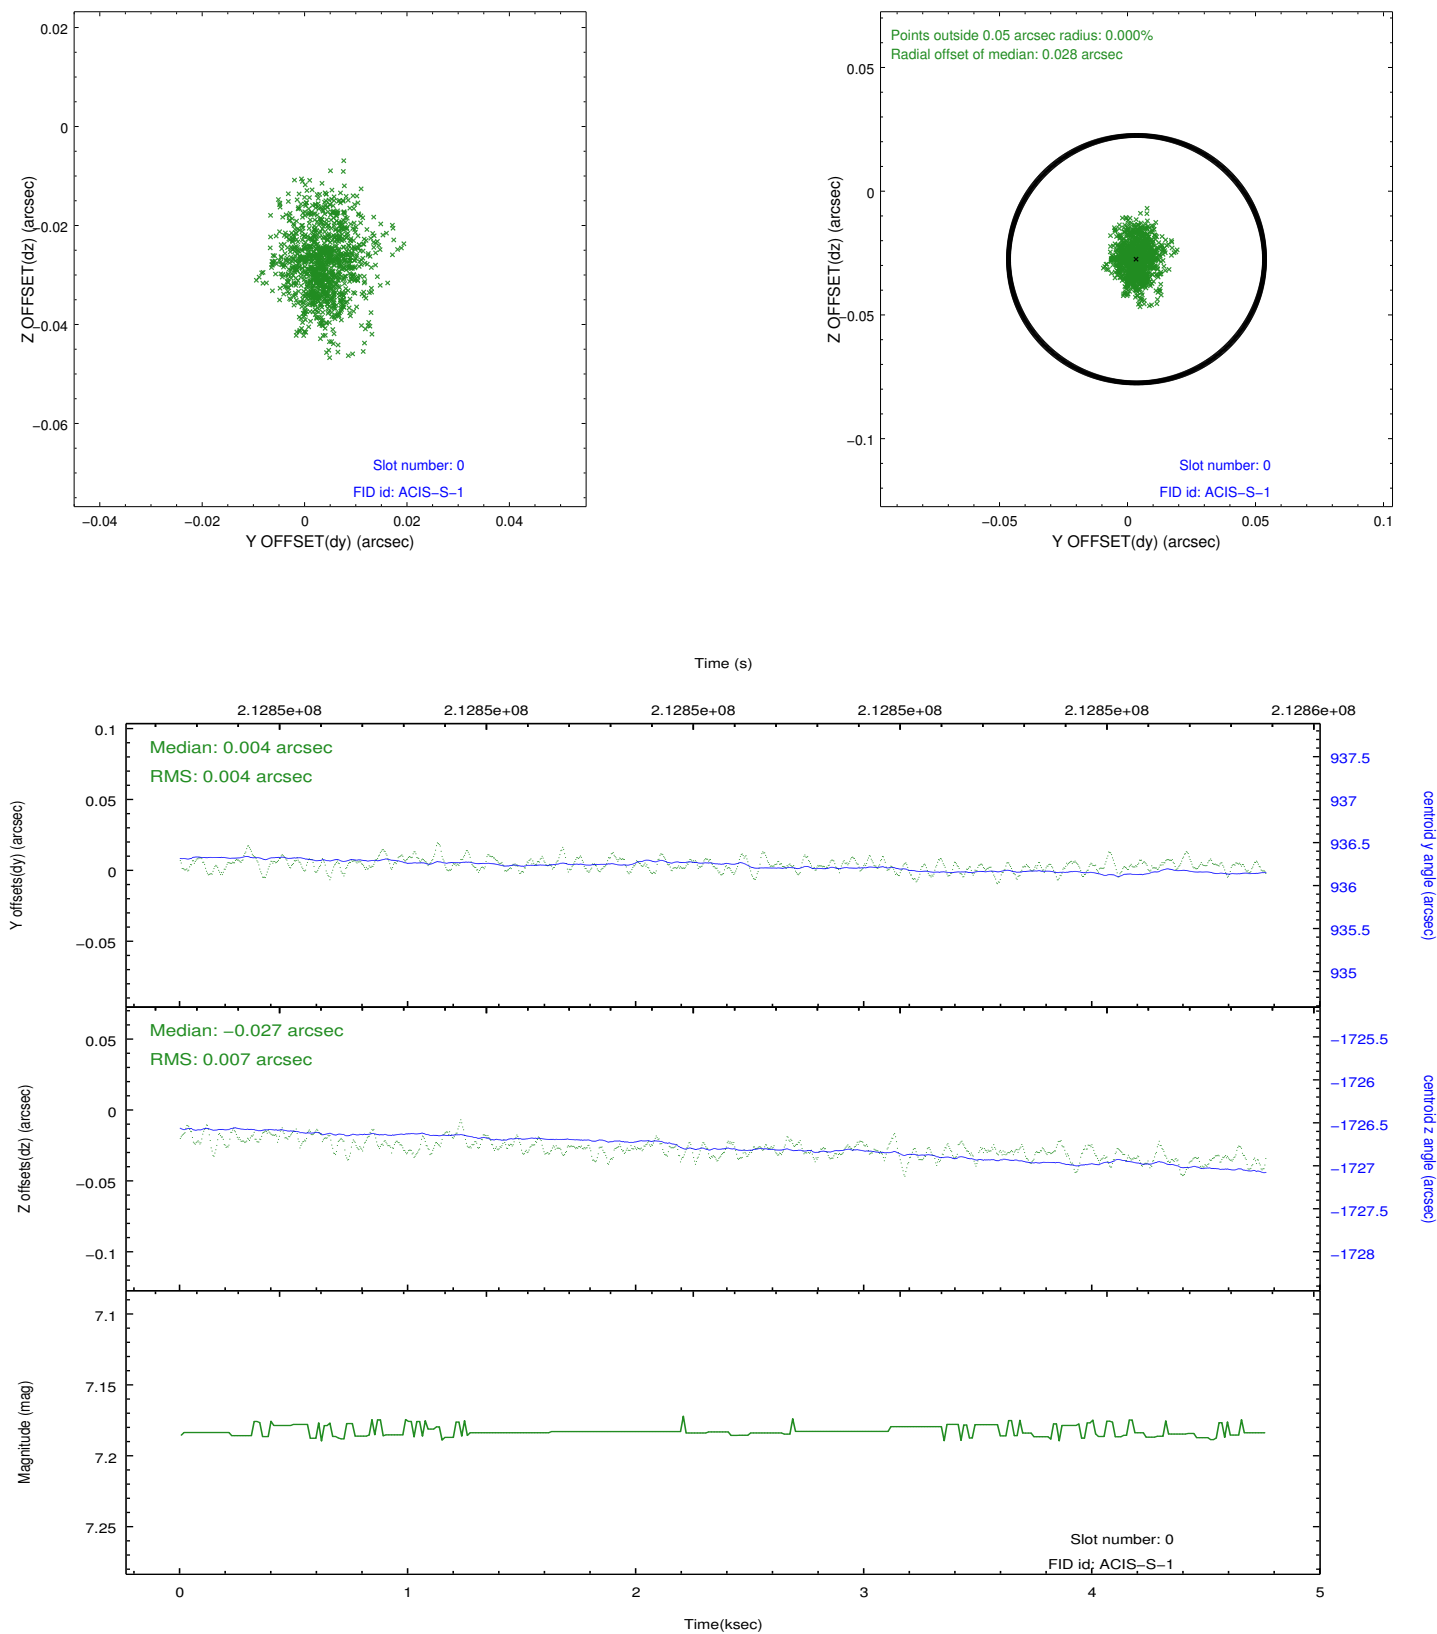 0.02
0
−0.02
−0.04
−0.06
Z OFFSET(dz) (arcsec)
Slot number: 0
FID id: ACIS−S−1
−0.04
−0.02
0
0.02
0.04
Y OFFSET(dy) (arcsec)
Points outside 0.05 arcsec radius: 0.000%
Radial offset of median: 0.028 arcsec
0.05
0
−0.05
−0.1
Z OFFSET(dz) (arcsec)
Slot number: 0
FID id: ACIS−S−1
−0.05
0
0.05
0.1
Y OFFSET(dy) (arcsec)
Time (s)
2.1285e+08
2.1285e+08
2.1285e+08
2.1285e+08
2.1285e+08
2.1286e+08
Median: 0.004 arcsec
RMS: 0.004 arcsec
0.1
0.05
0
−0.05
Y offsets(dy) (arcsec)
937.5
937
936.5
936
935.5
935
centroid y angle (arcsec)
Median: −0.027 arcsec
RMS: 0.007 arcsec
0.05
0
−0.05
−0.1
Z offsets(dz) (arcsec)
−1725.5
−1726
−1726.5
−1727
−1727.5
−1728
centroid z angle (arcsec)
7.1
7.15
7.2
7.25
Magnitude (mag)
Slot number: 0
FID id: ACIS−S−1
0
1
2
3
4
5
Time(ksec)